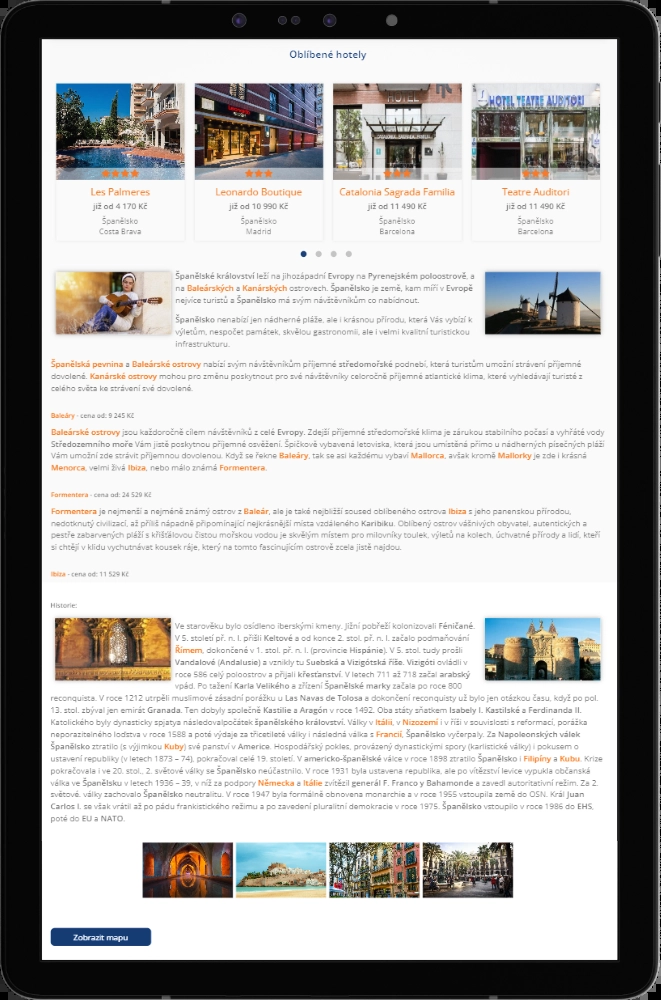 Oblíbené hotely
HOTEL
HOTEL TEATRE AUDITORI
Les Palmeres
již od 4 170 Kč
Španělsko
Costa Brava
Leonardo Boutique
již od 10 990 Kč
Španělsko
Madrid
Catalonia Sagrada Familia
již od 11 490 Kč
Španělsko
Barcelona
Teatre Auditori
již od 11 490 Kč
Španělsko
Barcelona
Španělské království leží na jihozápadní Evropy na Pyrenejském poloostrově, a
na Baleárských a Kanárských ostrovech. Španělsko je země, kam míří v Evropě
nejvíce turistů a Španělsko má svým návštěvníkům co nabídnout.
Španělsko nenabízí jen nádherné pláže, ale i krásnou přírodu, která Vás vybízí k
výletům, nespočet památek, skvělou gastronomii, ale i velmi kvalitní turistickou
infrastrukturu.
Španělská pevnina a Baleárské ostrovy nabízí svým návštěvníkům příjemné středomořské podnebí, která turistům umožní strávení příjemné
dovolené. Kanárské ostrovy mohou pro změnu poskytnout pro své návštěvníky celoročně příjemné atlantické klima, které vyhledávají turisté z
celého světa ke strávení své dovolené.
Baleáry - cena od: 9 245 Kč
Baleárské ostrovy jsou každoročně cílem návštěvníků z celé Evropy. Zdejší příjemné středomořské klima je zárukou stabilního počasí a vyhřáté vody
Středozemního moře Vám jistě poskytnou příjemné osvěžení. Špičkově vybavená letoviska, která jsou umístěná přímo u nádherných písečných pláží
Vám umožní zde strávit příjemnou dovolenou. Když se řekne Baleáry, tak se asi každému vybaví Mallorca, avšak kromě Mallorky je zde i krásná
Menorca, velmi živá Ibiza, nebo málo známá Formentera.
Formentera - cena od: 24 529 Kč
Formentera je nejmenší a nejméně známý ostrov z Baleár, ale je také nejbližší soused oblíbeného ostrova Ibiza s jeho panenskou přírodou,
nedotknutý civilizací, až příliš nápadně připomínající nejkrásnější místa vzdáleného Karibiku. Oblíbený ostrov vášnivých obyvatel, autentických a
pestře zabarvených pláží s křišťálovou čistou mořskou vodou je skvělým místem pro milovníky toulek, výletů na kolech, úchvatné přírody a lidí, kteří
si chtějí v klidu vychutnávat kousek ráje, který na tomto fascinujícím ostrově zcela jistě najdou.
Ibiza - cena od: 11 529 Kč
Historie:
Ve starověku bylo osídleno iberskými kmeny. Jižní pobřeží kolonizovali Féničané.
V 5. století př. n. l. přišli Keltové a od konce 2. stol. př. n. l. začalo podmaňování
Římem, dokončené v 1. stol. př. n. l. (provincie Hispánie). V 5. stol. tudy prošli
Vandalové (Andalusie) a vznikly tu Suebská a Vizigótská říše. Vizigóti ovládli v
roce 586 celý poloostrov a přijali křesťanství. V letech 711 až 718 začal arabský
vpád. Po tažení Karla Velikého a zřízení Španělské marky začala po roce 800
reconquista. V roce 1212 utrpěli muslimové zásadní porážku u Las Navas de Tolosa a dokončení reconquisty už bylo jen otázkou času, když po pol.
13. stol. zbýval jen emirát Granada. Ten dobyly společně Kastilie a Aragón v roce 1492. Oba státy sňatkem Isabely I. Kastilské a Ferdinanda II.
Katolického byly dynasticky spjatya následovalpočátek španělského království. Války v Itálii, v Nizozemí i v říši v souvislosti s reformací, porážka
neporazitelného loďstva v roce 1588 a poté výdaje za třicetileté války i následná válka s Francií, Španělsko vyčerpaly. Za Napoleonských válek
Španělsko ztratilo (s výjimkou Kuby) své panství v Americe. Hospodářský pokles, provázený dynastickými spory (karlistické války) i pokusem o
ustavení republiky (v letech 1873 – 74), pokračoval celé 19. století. V americko-španělské válce v roce 1898 ztratilo Španělsko i Filipíny a Kubu. Krize
pokračovala i ve 20. stol., 2. světové války se Španělsko neúčastnilo. V roce 1931 byla ustavena republika, ale po vítězství levice vypukla občanská
válka ve Španělsku v letech 1936 – 39, v níž za podpory Německa a Itálie zvítězil generál F. Franco y Bahamonde a zavedl autoritativní režim. Za 2.
světové. války zachovalo Španělsko neutralitu. V roce 1947 byla formálně obnovena monarchie a v roce 1955 vstoupila země do OSN. Král Juan
Carlos I. se však vrátil až po pádu frankistického režimu a po zavedení pluralitní demokracie v roce 1975. Španělsko vstoupilo v roce 1986 do EHS,
poté do EU a NATO.
Zobrazit mapu